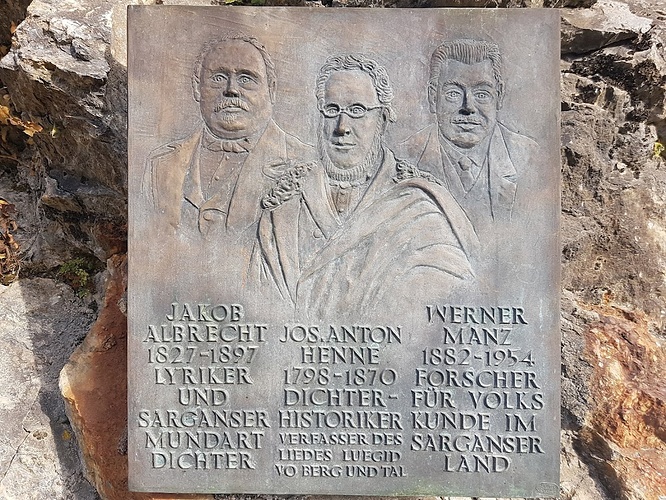 JAKOB
ALBRECHT
1827-1897
LYRIKER
UND
SARGANSER
MUNDART
DICHTER
JOS.ANTON
HENNE
1798-1870
DICHTER-
HISTORIKER
VERFASSER DES
LIEDES LUEGID
VO BERG UND TAL
WERNER
MANZ
1882-1954
FORSCHER
FÜR VOLKS
KUNDE IM
SARGANSER
LAND